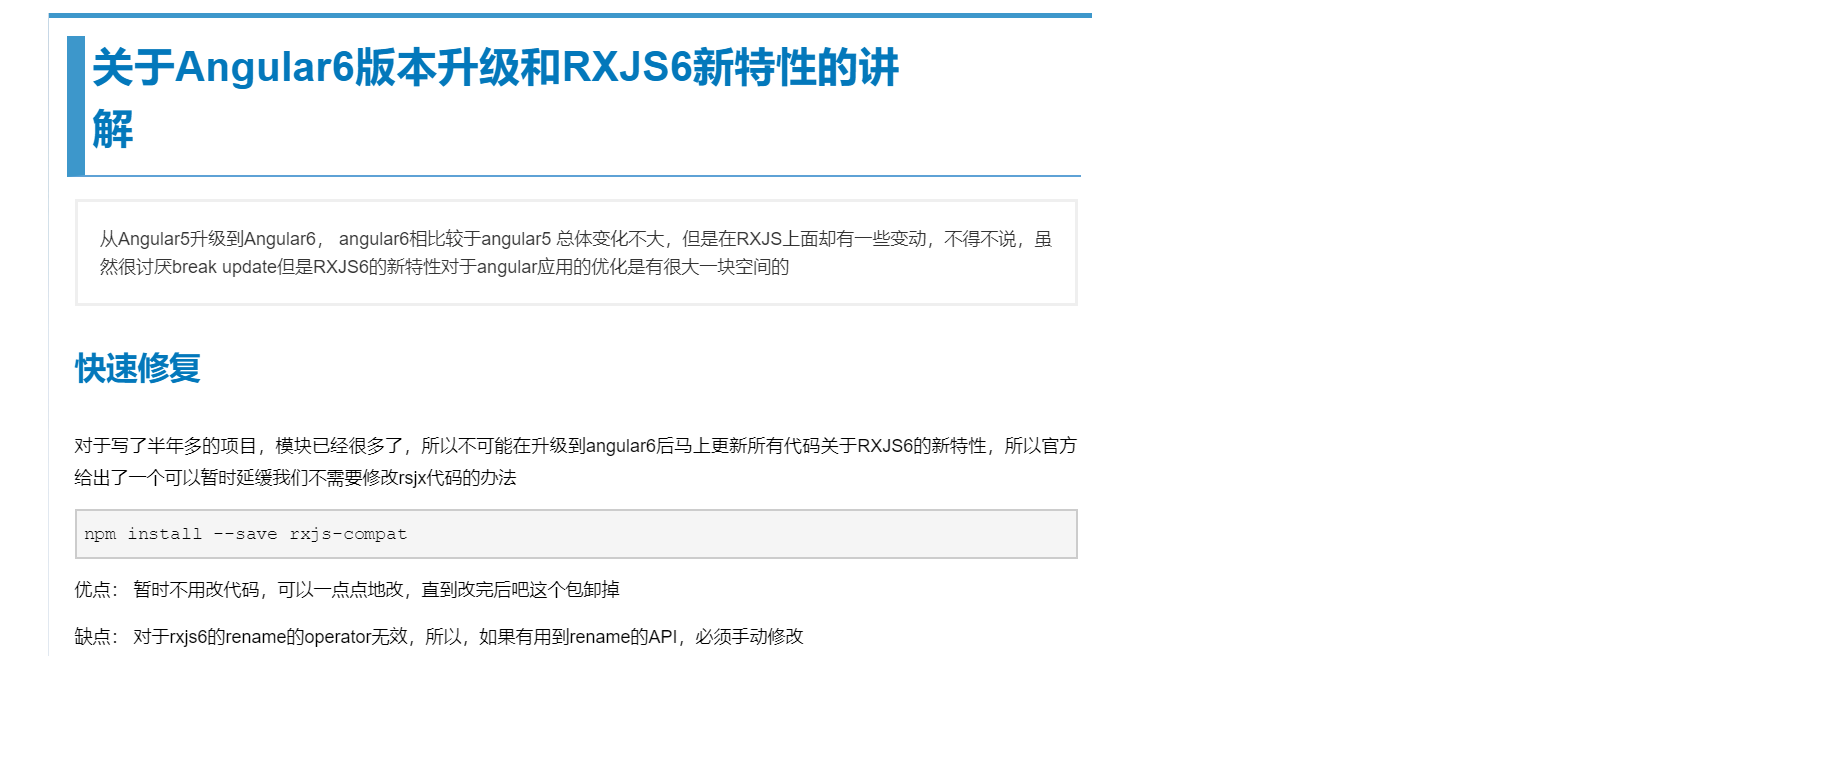 关于Angular6版本升级和RXJS6新特性的讲
解
从Angular5升级到Angular6， angular6相比较于angular5 总体变化不大，但是在RXJS上面却有一些变动，不得不说，虽
然很讨厌break update但是RXJS6的新特性对于angular应用的优化是有很大一块空间的
快速修复
对于写了半年多的项目，模块已经很多了，所以不可能在升级到angular6后马上更新所有代码关于RXJS6的新特性，所以官方
给出了一个可以暂时延缓我们不需要修改rsjx代码的办法
npm install --save rxjs-compat
优点： 暂时不用改代码，可以一点点地改，直到改完后吧这个包卸掉
缺点： 对于rxjs6的rename的operator无效，所以，如果有用到rename的API，必须手动修改